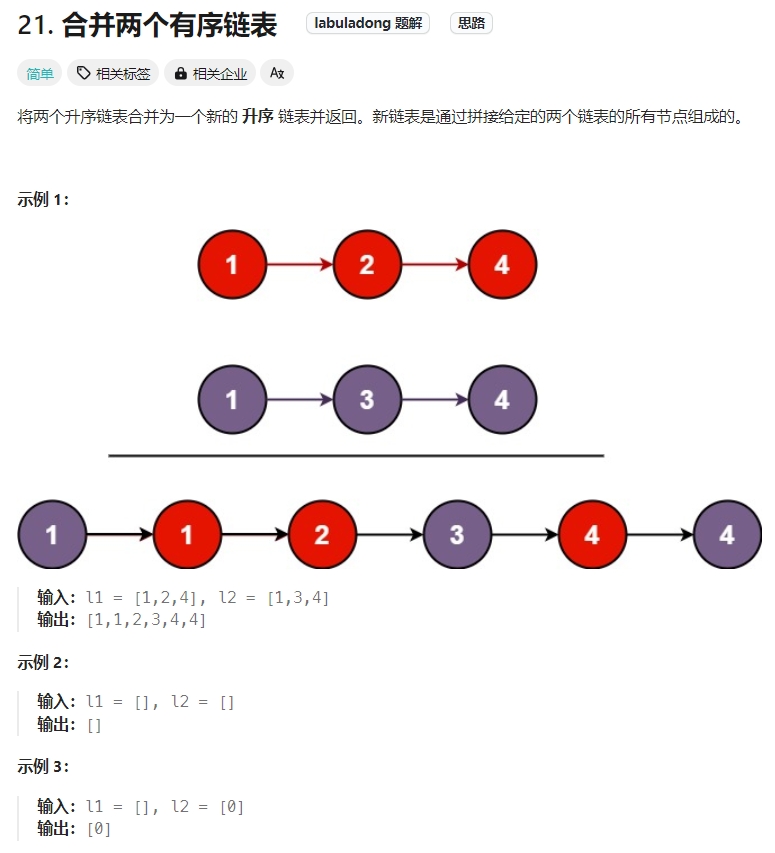 21. 合并两个有序链表 labuladong 题解 思路
简单 相关标签 相关企业 Aあ
将两个升序链表合并为一个新的 升序 链表并返回。新链表是通过拼接给定的两个链表的所有节点组成的。
示例 1：
1 2 4
1 3 4
1 1 2 3 4 4
输入：l1 = [1,2,4], l2 = [1,3,4]
输出：[1,1,2,3,4,4]
示例 2：
输入：l1 = [], l2 = []
输出：[]
示例 3：
输入：l1 = [], l2 = [0]
输出：[0]